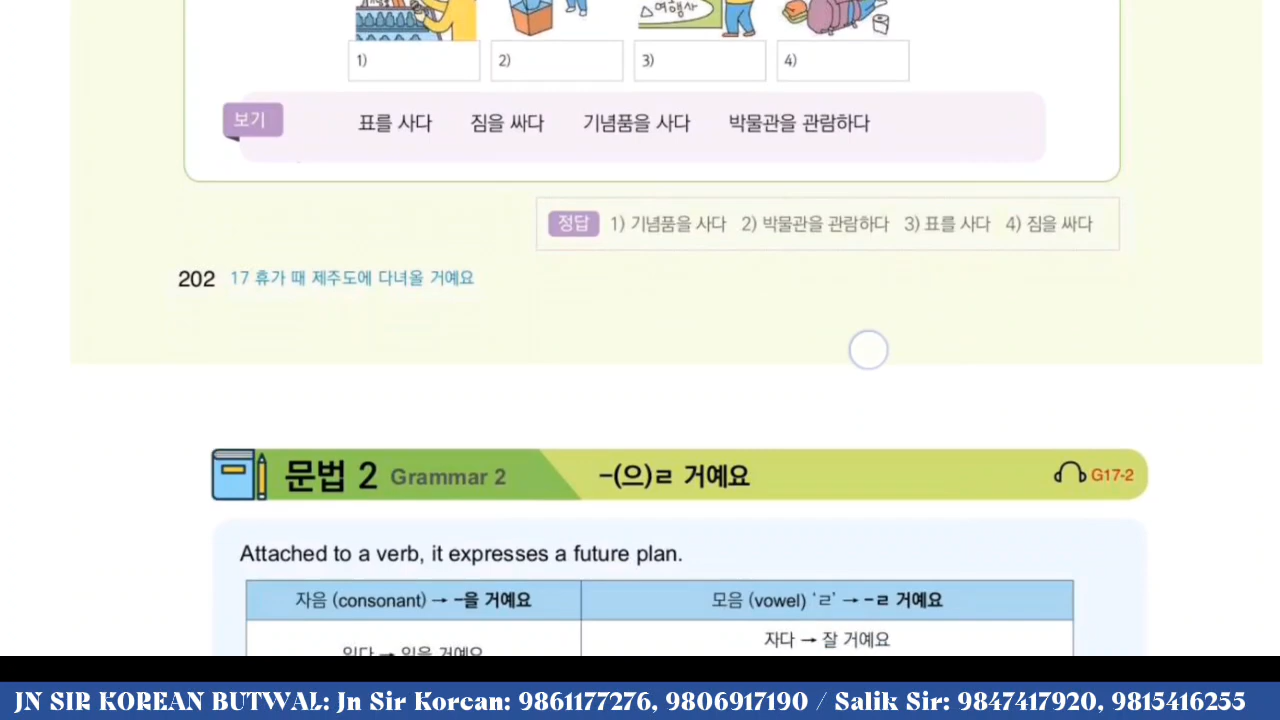 △여행사
1)
2)
3)
4)
보기 표를 사다 짐을 싸다 기념품을 사다 박물관을 관람하다
정답 1) 기념품을 사다 2) 박물관을 관람하다 3) 표를 사다 4) 짐을 싸다
202 17 휴가 때 제주도에 다녀올 거예요
문법 2 Grammar 2 -(으)ㄹ 거예요 G17-2
Attached to a verb, it expresses a future plan.
자음 (consonant) → -을 거예요
모음 (vowel) ‘ㄹ’ → -ㄹ 거예요
자다 → 잘 거예요
JN SIR KOREAN BUTWAL: Jn Sir Korcan: 9861177276, 9806917190 / Salik Sir: 9847417920, 9815416255